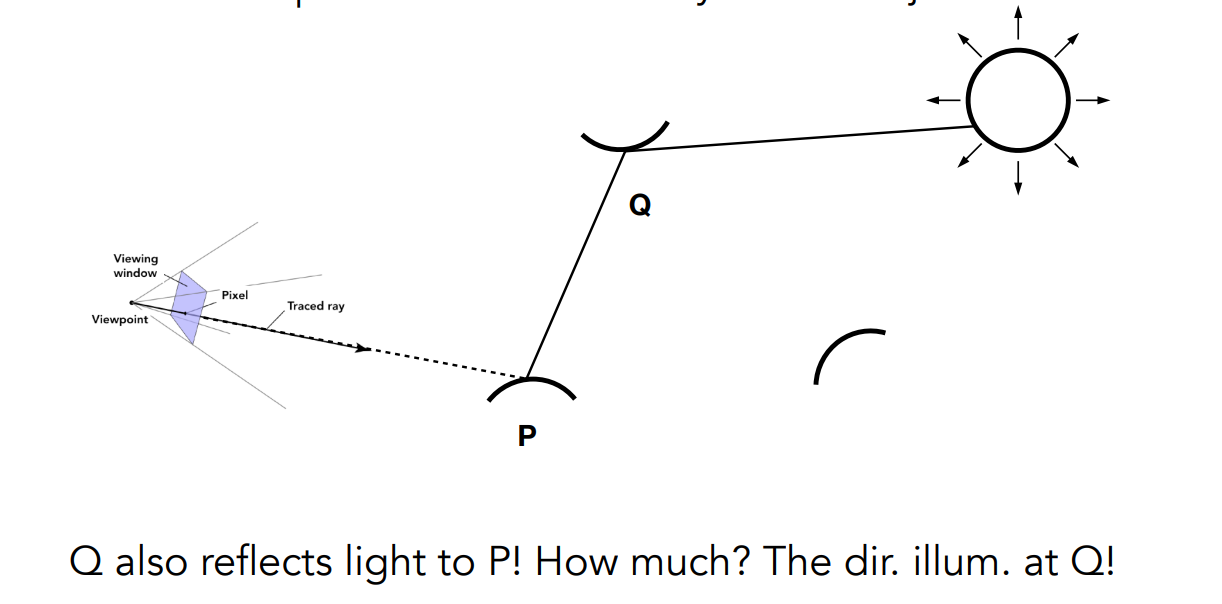 Q
Viewing
window
Pixel
Traced ray
Viewpoint
P
Q also reflects light to P! How much? The dir. illum. at Q!